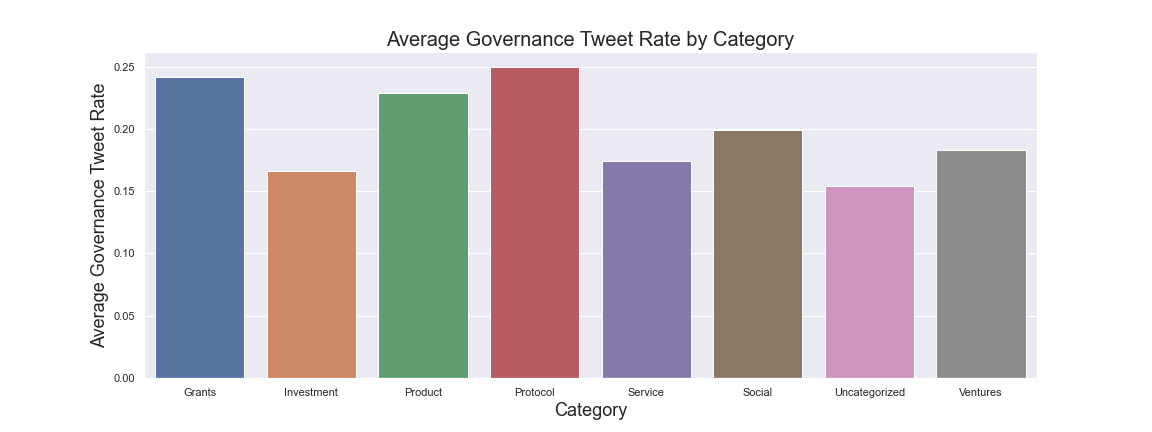 Average Governance Tweet Rate by Category
Average Governance Tweet Rate
0.25
0.20
0.15
0.10
0.05
0.00
Grants Investment Product Protocol Service Social Uncategorized Ventures
Category